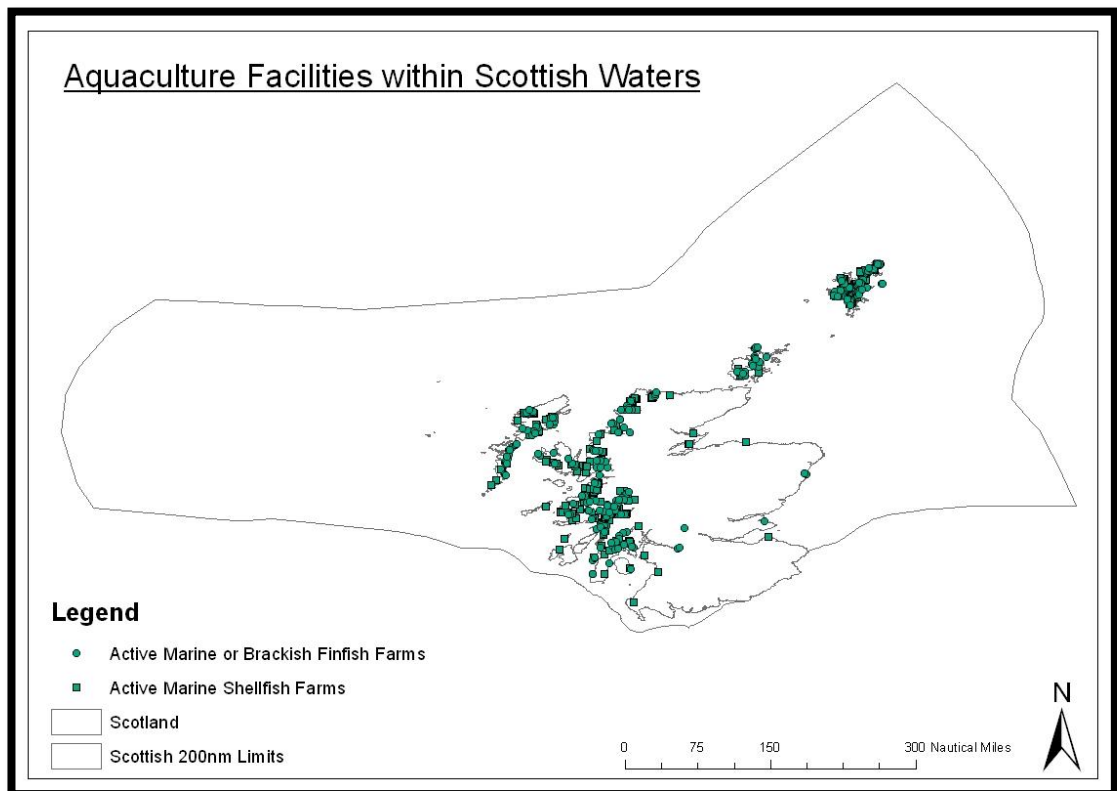 Aquaculture Facilities within Scottish Waters
Legend
Active Marine or Brackish Finfish Farms
Active Marine Shellfish Farms
Scotland
Scottish 200nm Limits
0 75 150 300 Nautical Miles
N